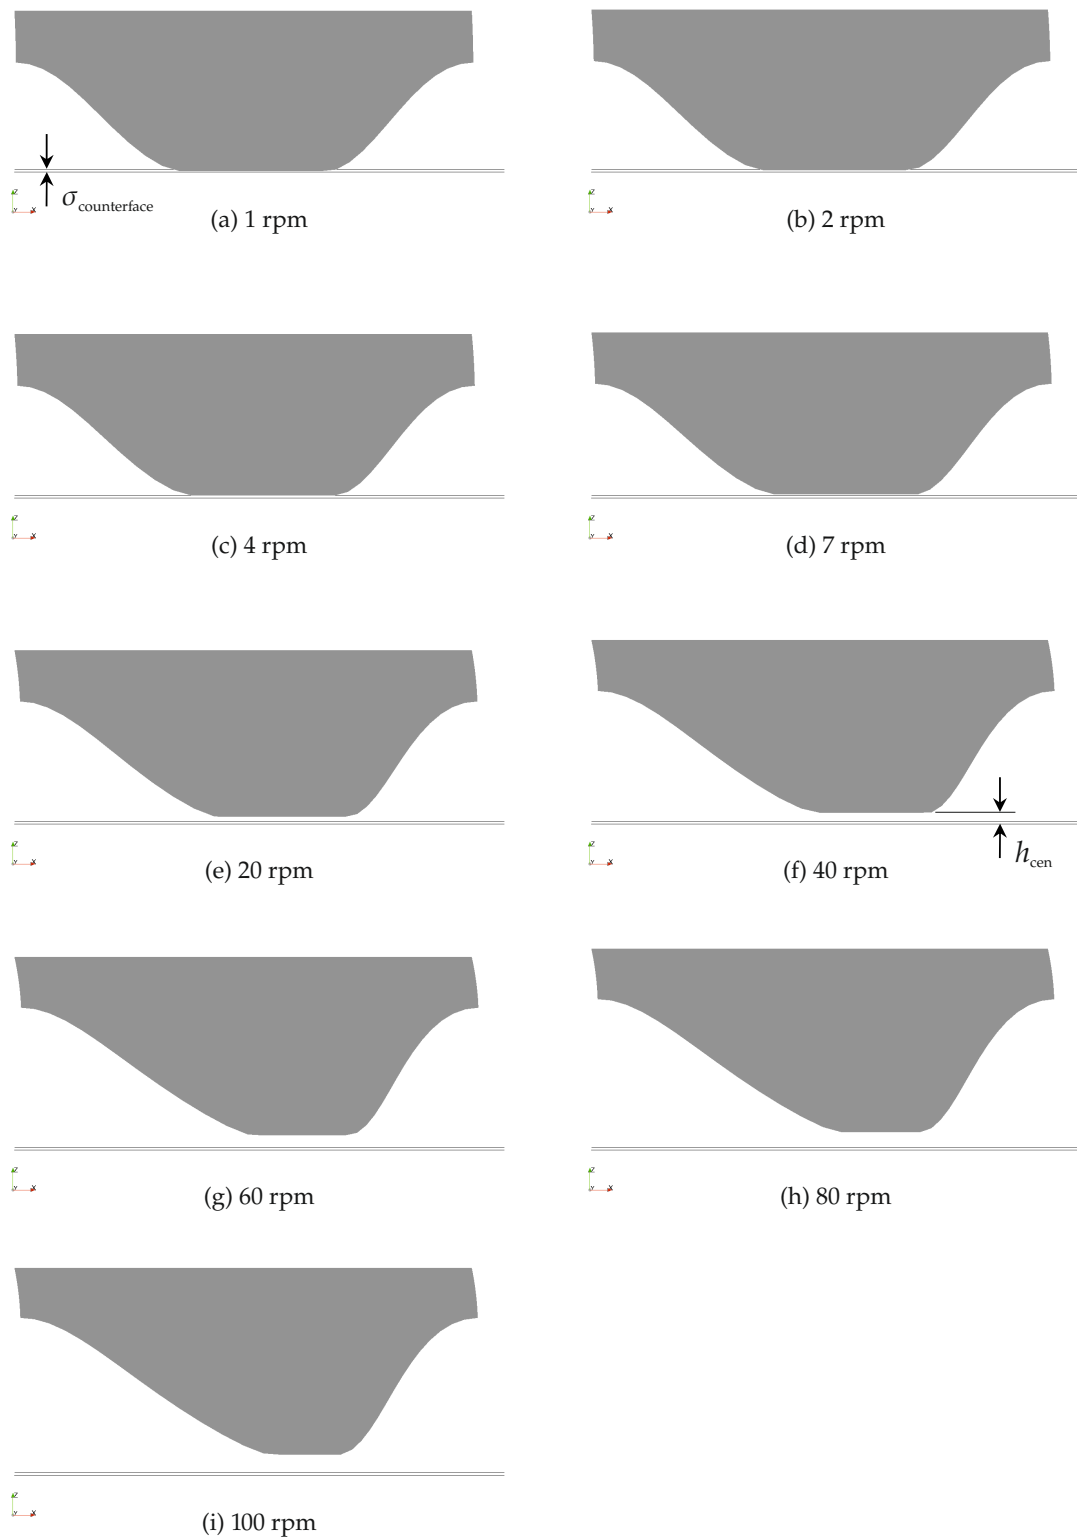 σcounterface
(a) 1 rpm
(b) 2 rpm
(c) 4 rpm
(d) 7 rpm
(e) 20 rpm
hcen
(f) 40 rpm
(g) 60 rpm
(h) 80 rpm
(i) 100 rpm